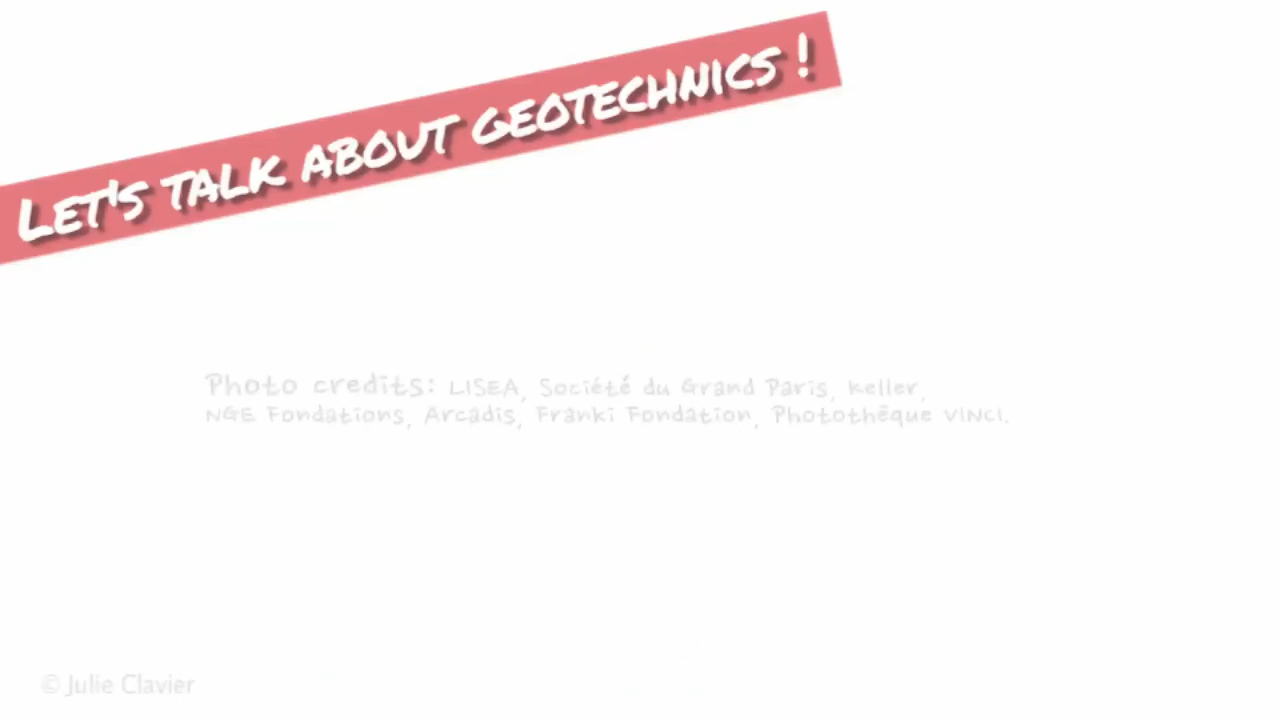 LET'S TALK ABOUT GEOTECHNICS !
Photo credits: LISEA, Société du Grand Paris, Keller,
NGE Fondations, Arcadis, Franki Fondation, Photothèque VINCI.
© Julie Clavier